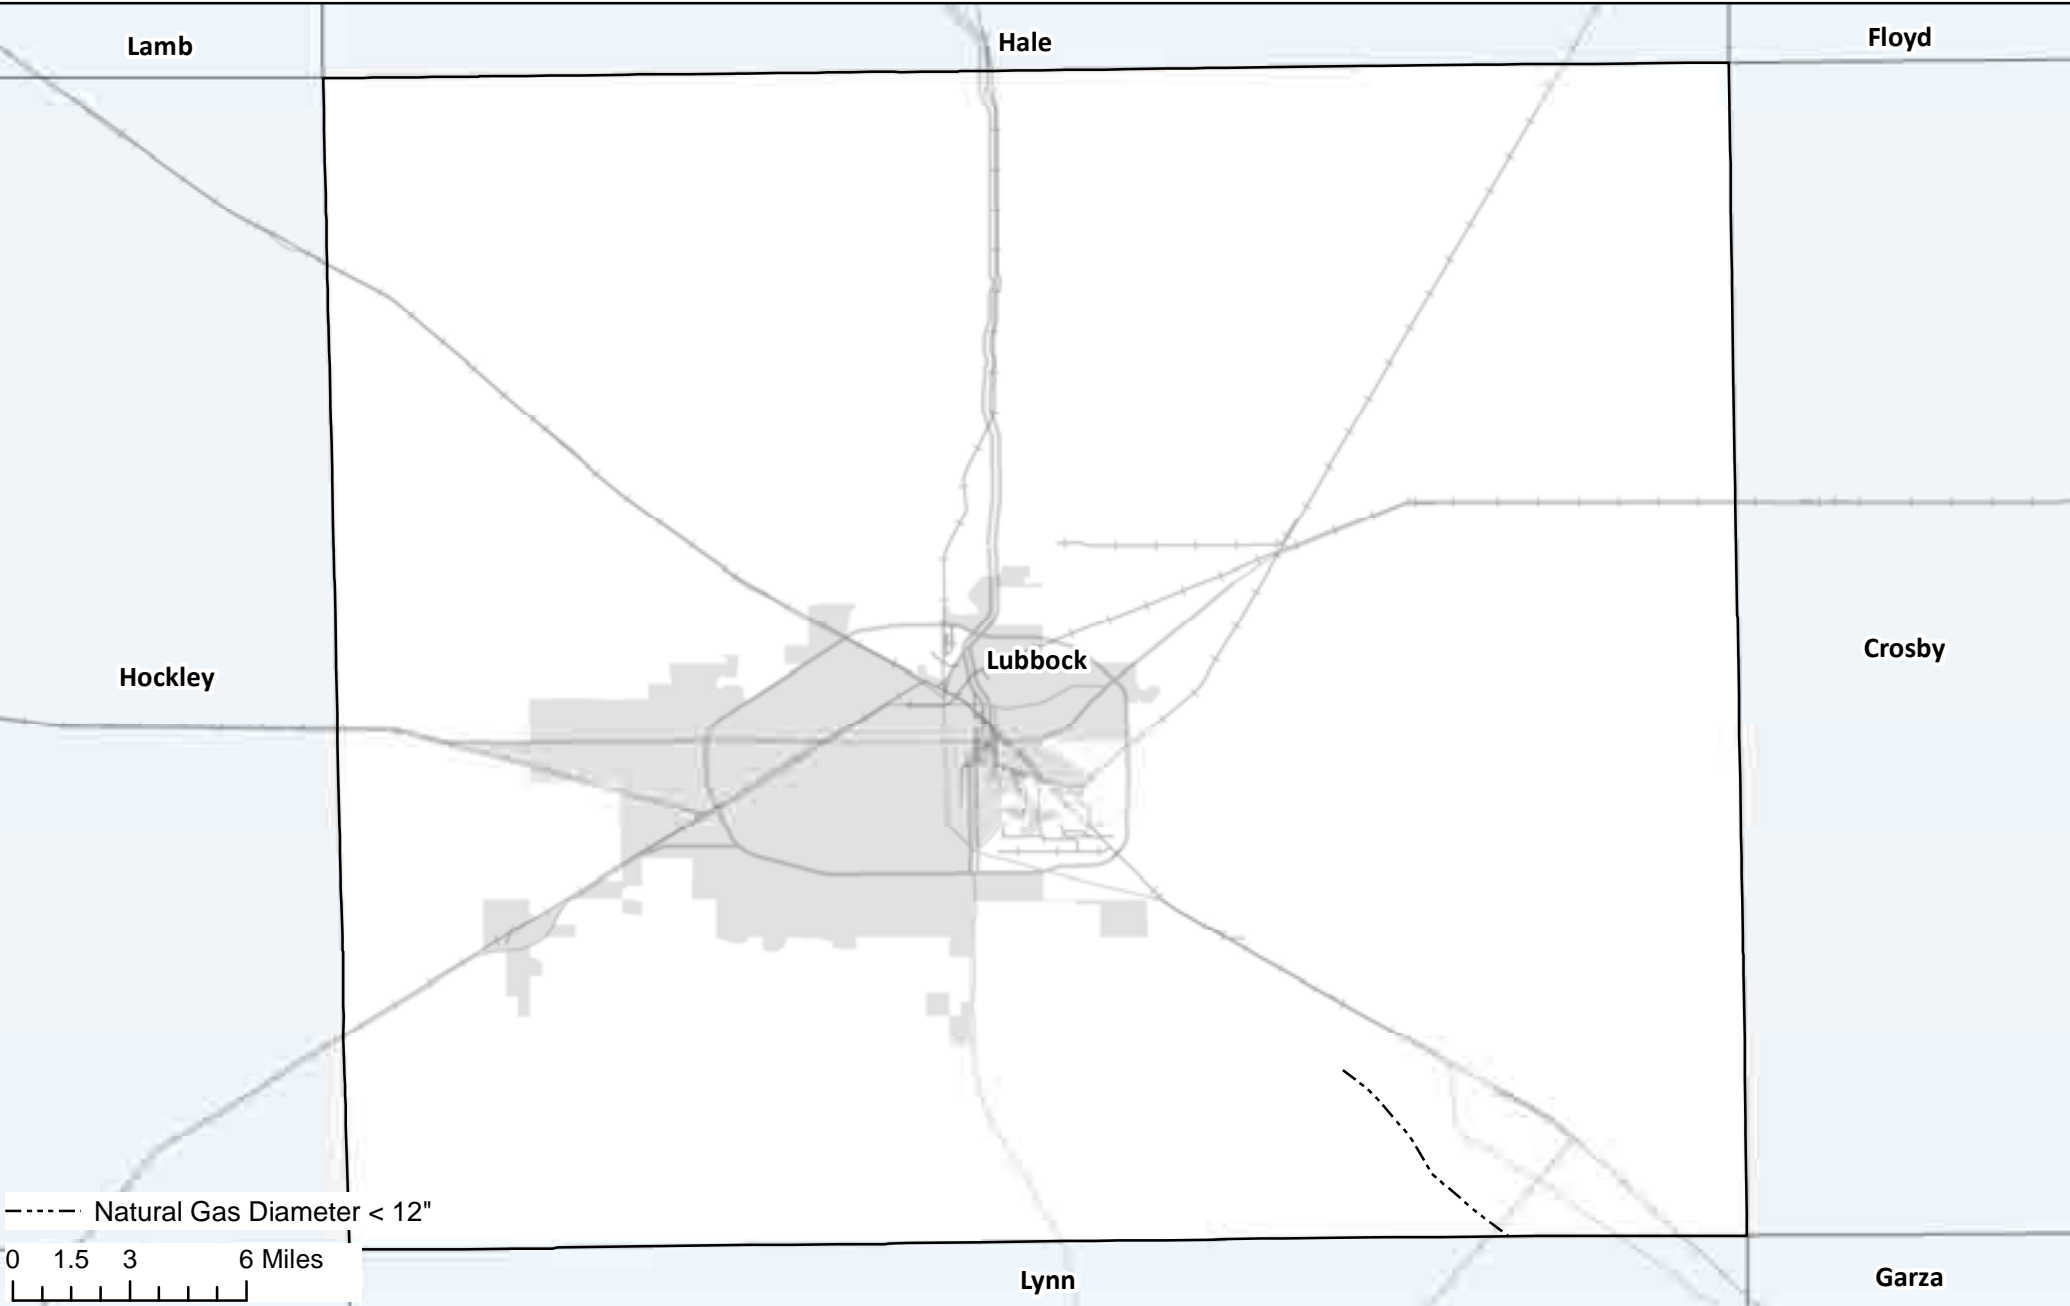 Lamb
Hale
Floyd
Lubbock
Hockley
Crosby
Natural Gas Diameter < 12"
0 1.5 3 6 Miles
Lynn
Garza